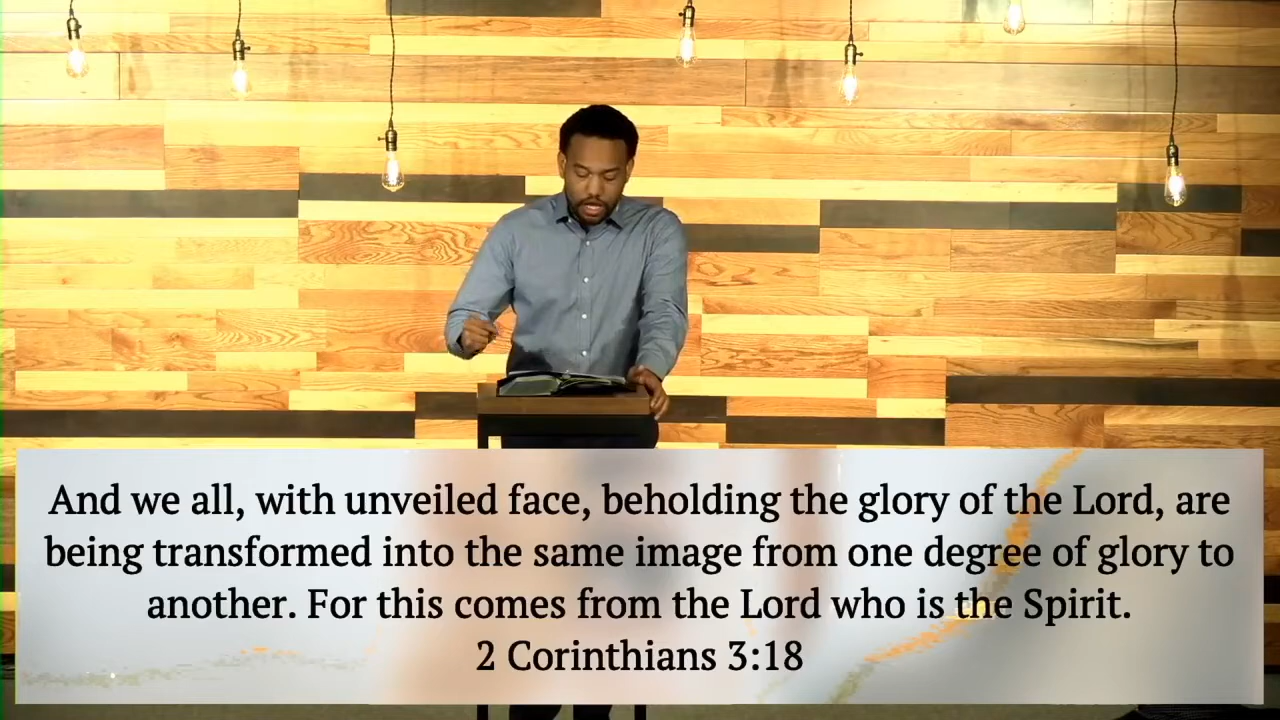 And we all, with unveiled face, beholding the glory of the Lord, are
being transformed into the same image from one degree of glory to
another. For this comes from the Lord who is the Spirit.
2 Corinthians 3:18